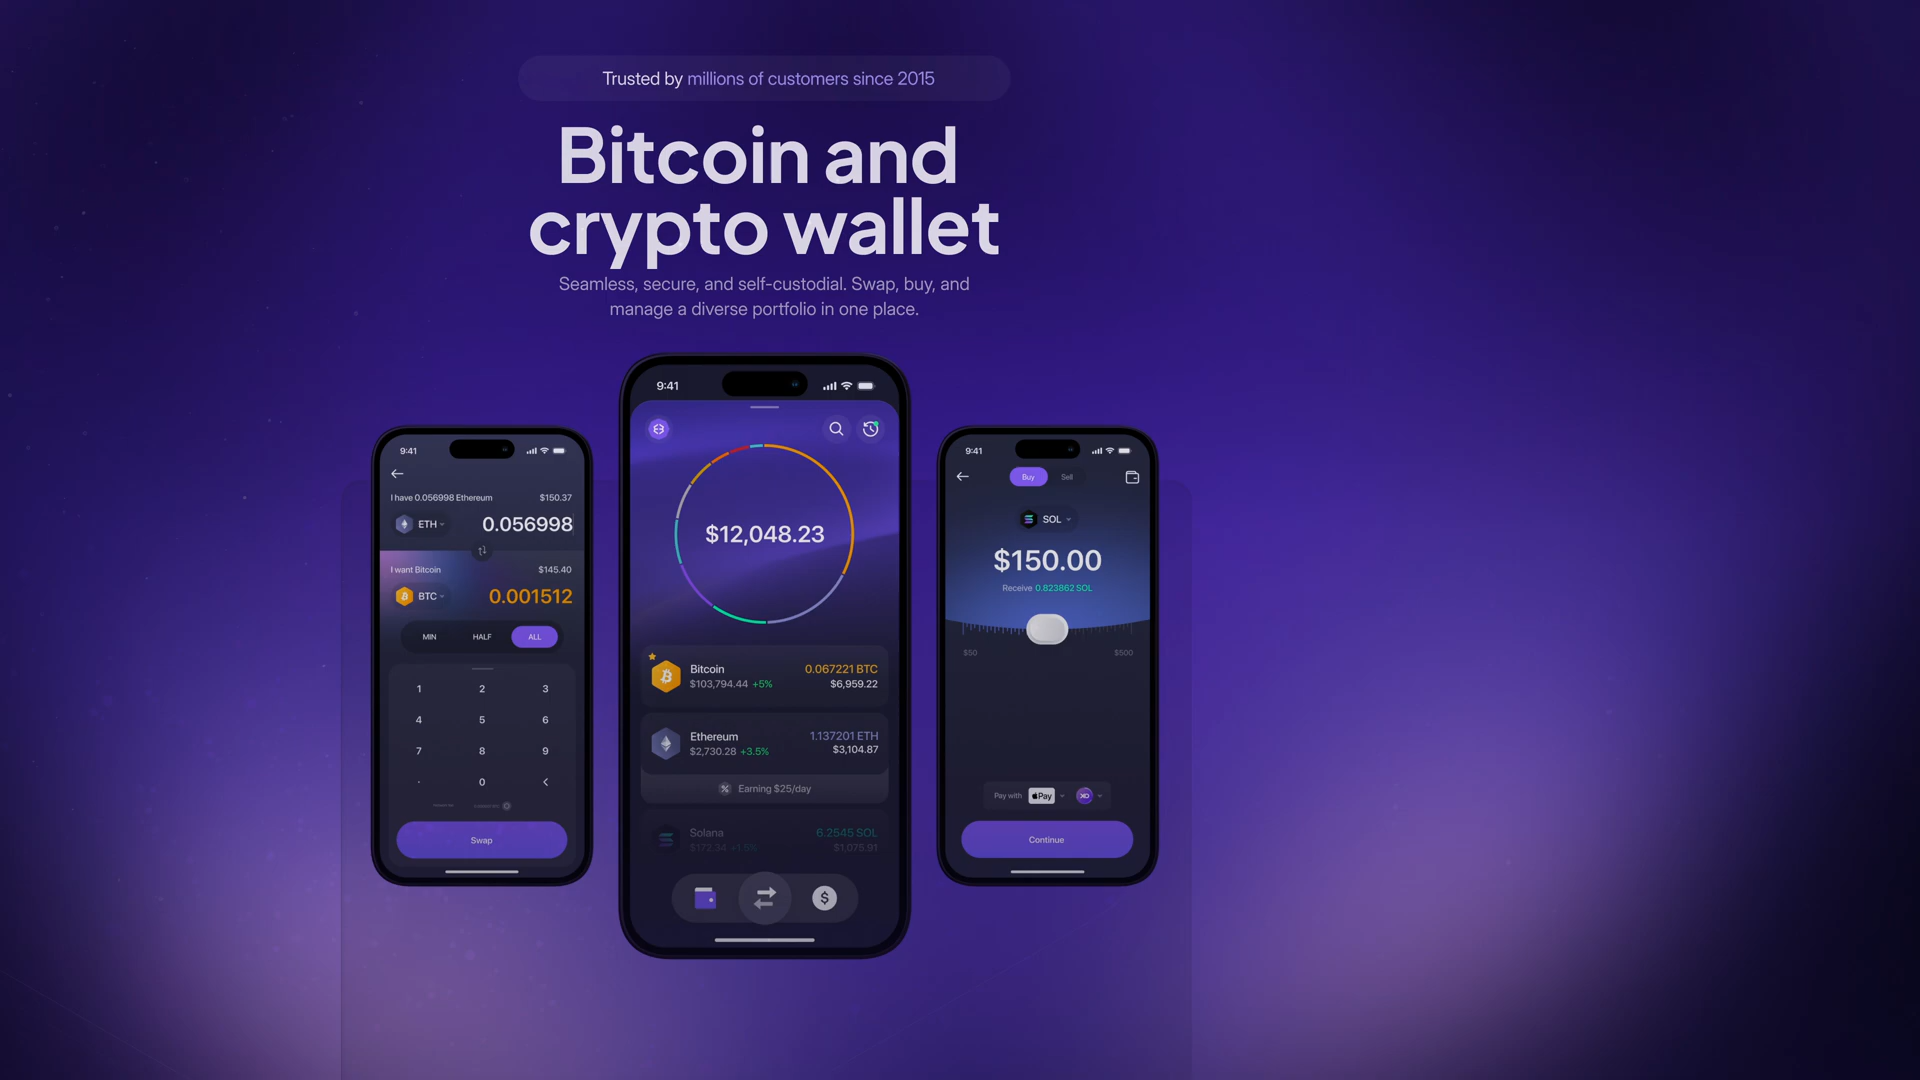 Trusted by millions of customers since 2015
Bitcoin and
crypto wallet
Seamless, secure, and self-custodial. Swap, buy, and
manage a diverse portfolio in one place.
9:41
I have 0.056998 Ethereum $150.37
ETH 0.056998
I want Bitcoin $145.40
BTC 0.001512
MIN HALF ALL
1 2 3
4 5 6
7 8 9
. 0 <
Swap
9:41
$12,048.23
Bitcoin 0.067221 BTC
$103,794.44 +5% $6,959.22
Ethereum 1.137201 ETH
$2,730.28 +3.5% $3,104.87
Earning $25/day
Solana 6.2545 SOL
$172.34 +1.5% $1,075.91
9:41
Buy Sell
SOL
$150.00
Receive 0.823862 SOL
$50 $500
Pay with Pay XO
Continue